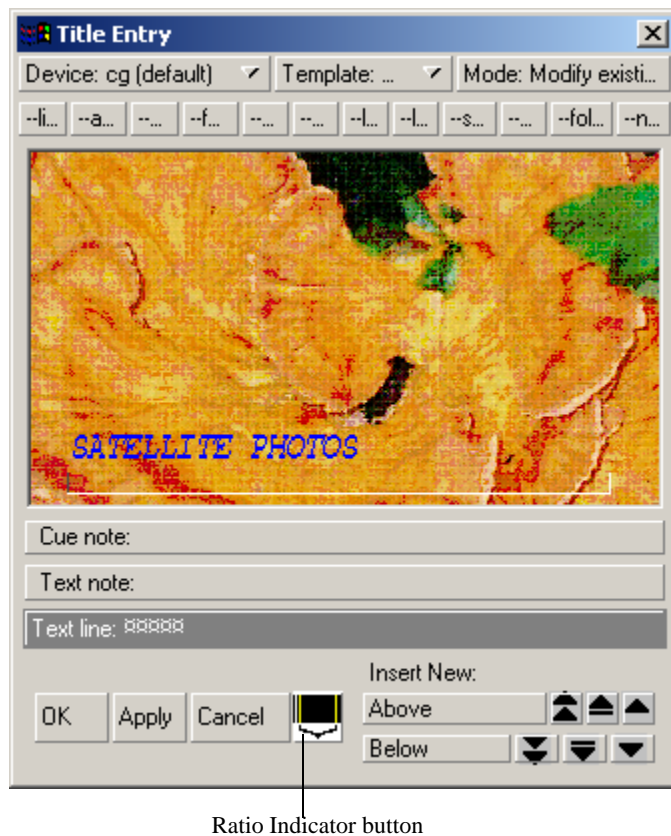 Title Entry
Device: cg (default) Template: ... Mode: Modify existi...
--li... --a... --... --f... --... --... --l... --l... --s... --... --fol... --n...
SATELLITE PHOTOS
Cue note:
Text note:
Text line: ¤¤¤¤¤
Insert New:
OK Apply Cancel Above
Below
Ratio Indicator button